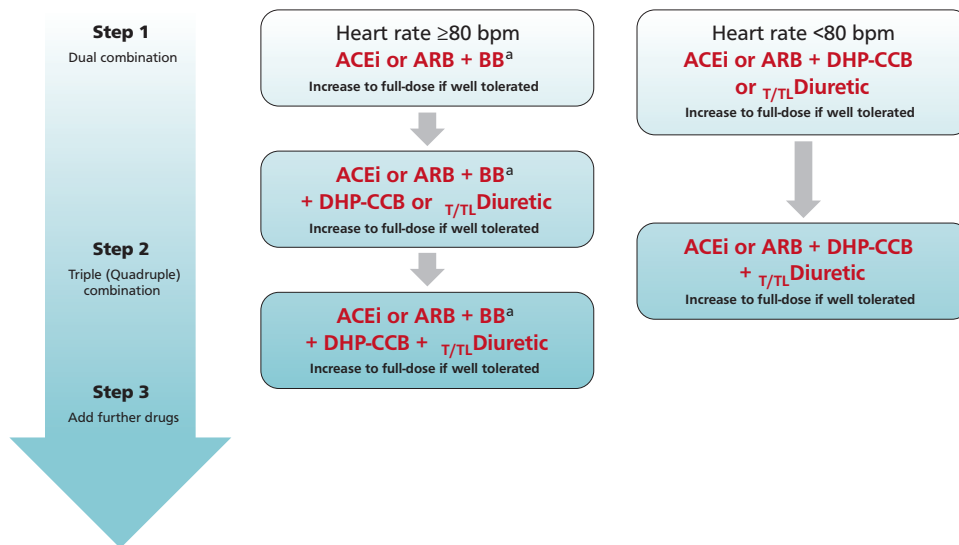 Step 1
Dual combination
Heart rate ≥80 bpm
ACEi or ARB + BBᵃ
Increase to full-dose if well tolerated
Heart rate <80 bpm
ACEi or ARB + DHP-CCB
or T/TLDiuretic
Increase to full-dose if well tolerated
ACEi or ARB + BBᵃ
+ DHP-CCB or T/TLDiuretic
Increase to full-dose if well tolerated
Step 2
Triple (Quadruple)
combination
ACEi or ARB + DHP-CCB
+ T/TLDiuretic
Increase to full-dose if well tolerated
ACEi or ARB + BBᵃ
+ DHP-CCB + T/TLDiuretic
Increase to full-dose if well tolerated
Step 3
Add further drugs